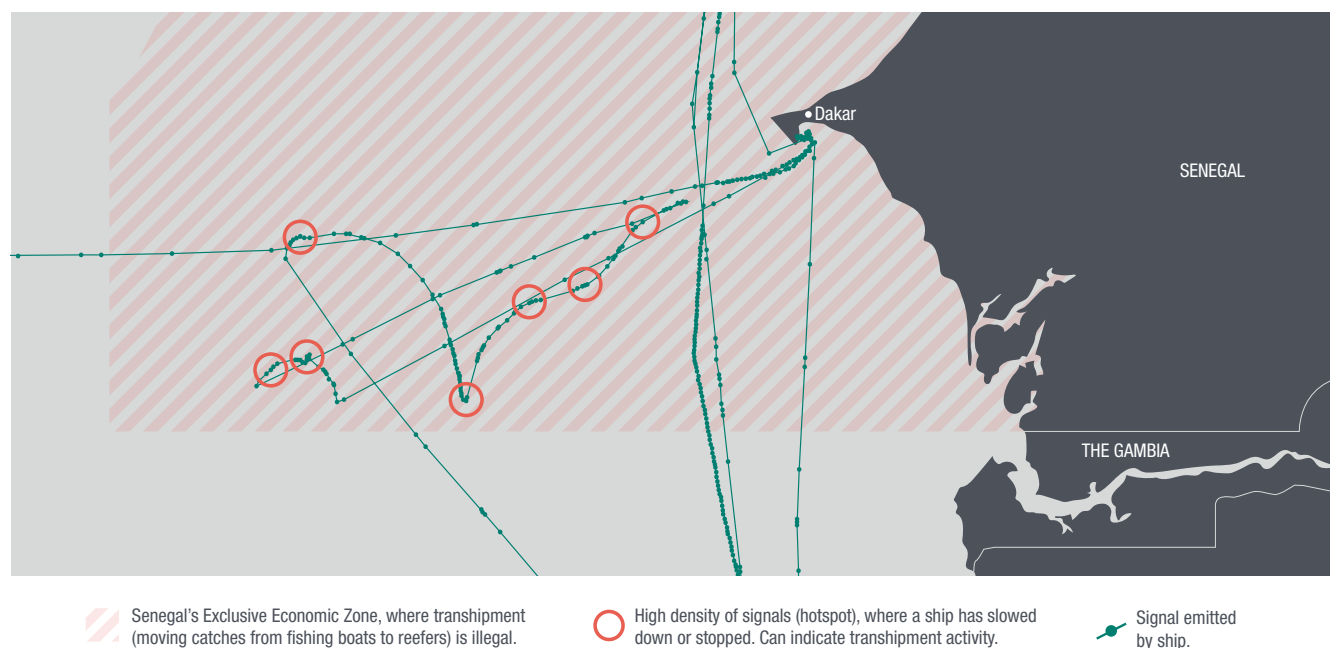 Dakar
SENEGAL
THE GAMBIA
Senegal's Exclusive Economic Zone, where transhipment
(moving catches from fishing boats to reefers) is illegal.
High density of signals (hotspot), where a ship has slowed
down or stopped. Can indicate transhipment activity.
Signal emitted
by ship.